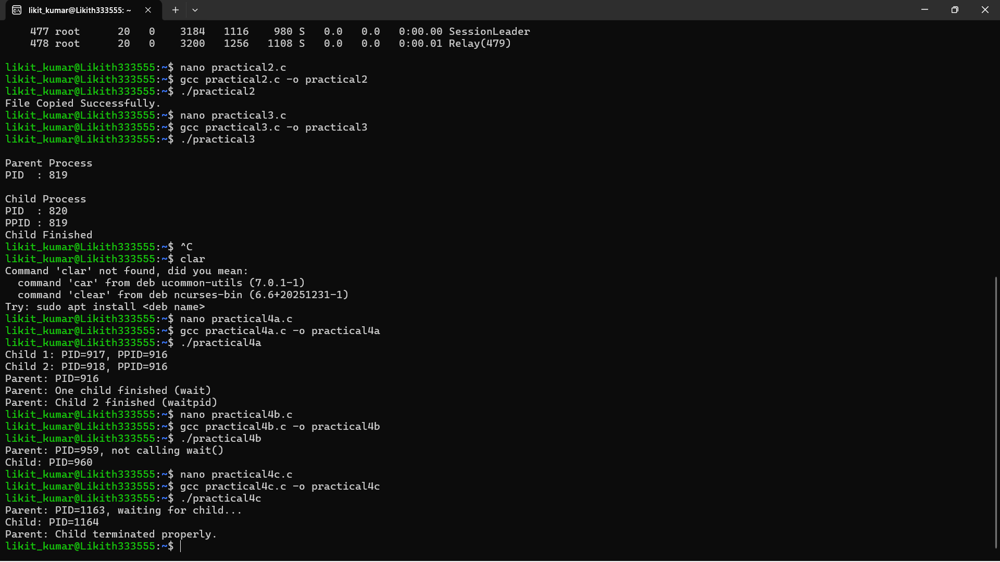 likit_kumar@Likith333555: ~
    477 root      20   0    3184   1116    980 S   0.0   0.0   0:00.00 SessionLeader
    478 root      20   0    3200   1256   1108 S   0.0   0.0   0:00.01 Relay(479)
likit_kumar@Likith333555:~$ nano practical2.c
likit_kumar@Likith333555:~$ gcc practical2.c -o practical2
likit_kumar@Likith333555:~$ ./practical2
File Copied Successfully.
likit_kumar@Likith333555:~$ nano practical3.c
likit_kumar@Likith333555:~$ gcc practical3.c -o practical3
likit_kumar@Likith333555:~$ ./practical3
Parent Process
PID  : 819
Child Process
PID  : 820
PPID : 819
Child Finished
likit_kumar@Likith333555:~$ ^C
likit_kumar@Likith333555:~$ clar
Command 'clar' not found, did you mean:
  command 'car' from deb ucommon-utils (7.0.1-1)
  command 'clear' from deb ncurses-bin (6.6+20251231-1)
Try: sudo apt install <deb name>
likit_kumar@Likith333555:~$ nano practical4a.c
likit_kumar@Likith333555:~$ gcc practical4a.c -o practical4a
likit_kumar@Likith333555:~$ ./practical4a
Child 1: PID=917, PPID=916
Child 2: PID=918, PPID=916
Parent: PID=916
Parent: One child finished (wait)
Parent: Child 2 finished (waitpid)
likit_kumar@Likith333555:~$ nano practical4b.c
likit_kumar@Likith333555:~$ gcc practical4b.c -o practical4b
likit_kumar@Likith333555:~$ ./practical4b
Parent: PID=959, not calling wait()
Child: PID=960
likit_kumar@Likith333555:~$ nano practical4c.c
likit_kumar@Likith333555:~$ gcc practical4c.c -o practical4c
likit_kumar@Likith333555:~$ ./practical4c
Parent: PID=1163, waiting for child...
Child: PID=1164
Parent: Child terminated properly.
likit_kumar@Likith333555:~$